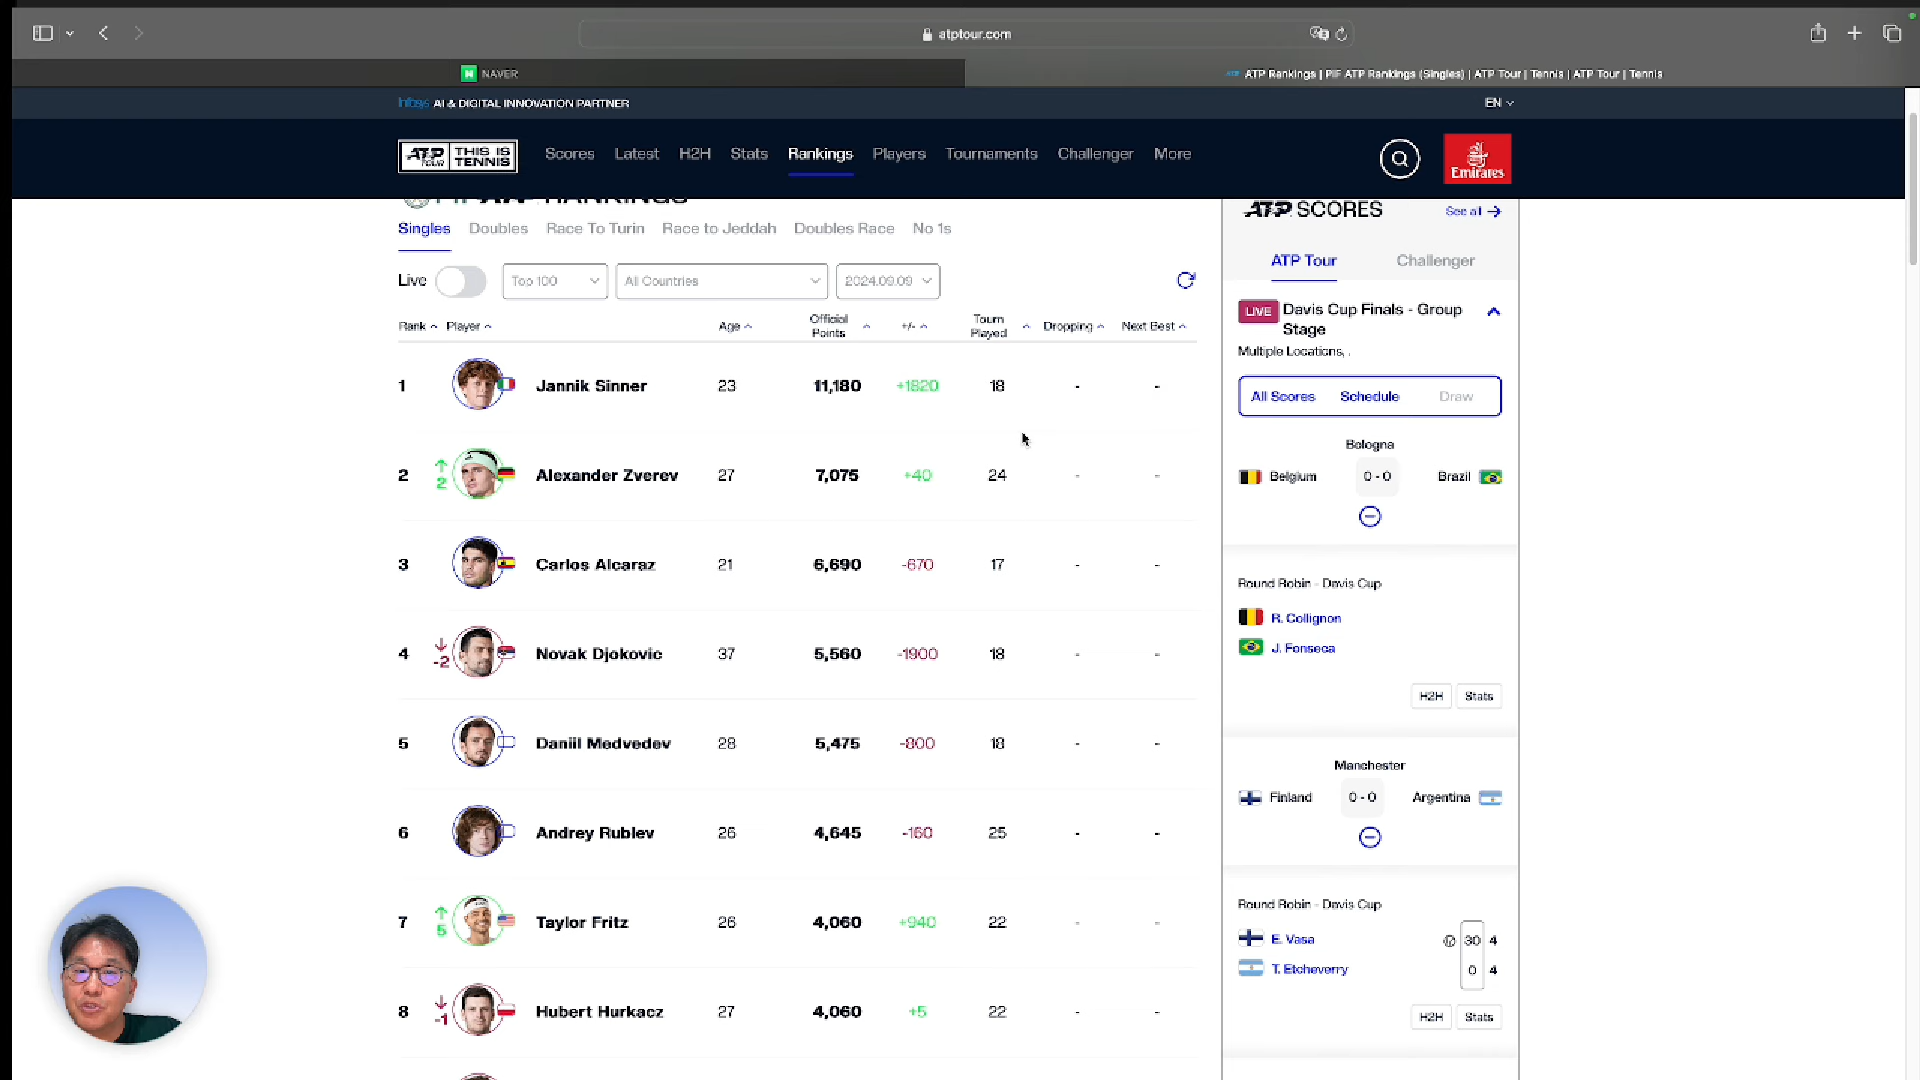 atptour.com
NAVER
ATP Rankings | PIF ATP Rankings (Singles) | ATP Tour | Tennis | ATP Tour | Tennis
Infosys AI & DIGITAL INNOVATION PARTNER
EN
ATP TOUR THIS IS TENNIS
Scores Latest H2H Stats Rankings Players Tournaments Challenger More
Emirates
PIF ATP RANKINGS
Singles Doubles Race To Turin Race to Jeddah Doubles Race No 1s
Live Top 100 All Countries 2024.09.09
Rank Player Age Official Points +/- Tourn Played Dropping Next Best
1 Jannik Sinner 23 11,180 +1820 18 - -
2 2 Alexander Zverev 27 7,075 +40 24 - -
3 Carlos Alcaraz 21 6,690 -670 17 - -
4 -2 Novak Djokovic 37 5,560 -1900 18 - -
5 Daniil Medvedev 28 5,475 -800 18 - -
6 Andrey Rublev 26 4,645 -160 25 - -
7 5 Taylor Fritz 26 4,060 +940 22 - -
8 -1 Hubert Hurkacz 27 4,060 +5 22 - -
ATP SCORES See all
ATP Tour Challenger
LIVE Davis Cup Finals - Group Stage
Multiple Locations, .
All Scores Schedule Draw
Bologna
Belgium 0 - 0 Brazil
Round Robin - Davis Cup
R. Collignon
J. Fonseca
H2H Stats
Manchester
Finland 0 - 0 Argentina
Round Robin - Davis Cup
E. Vasa 30 4
T. Etcheverry 0 4
H2H Stats